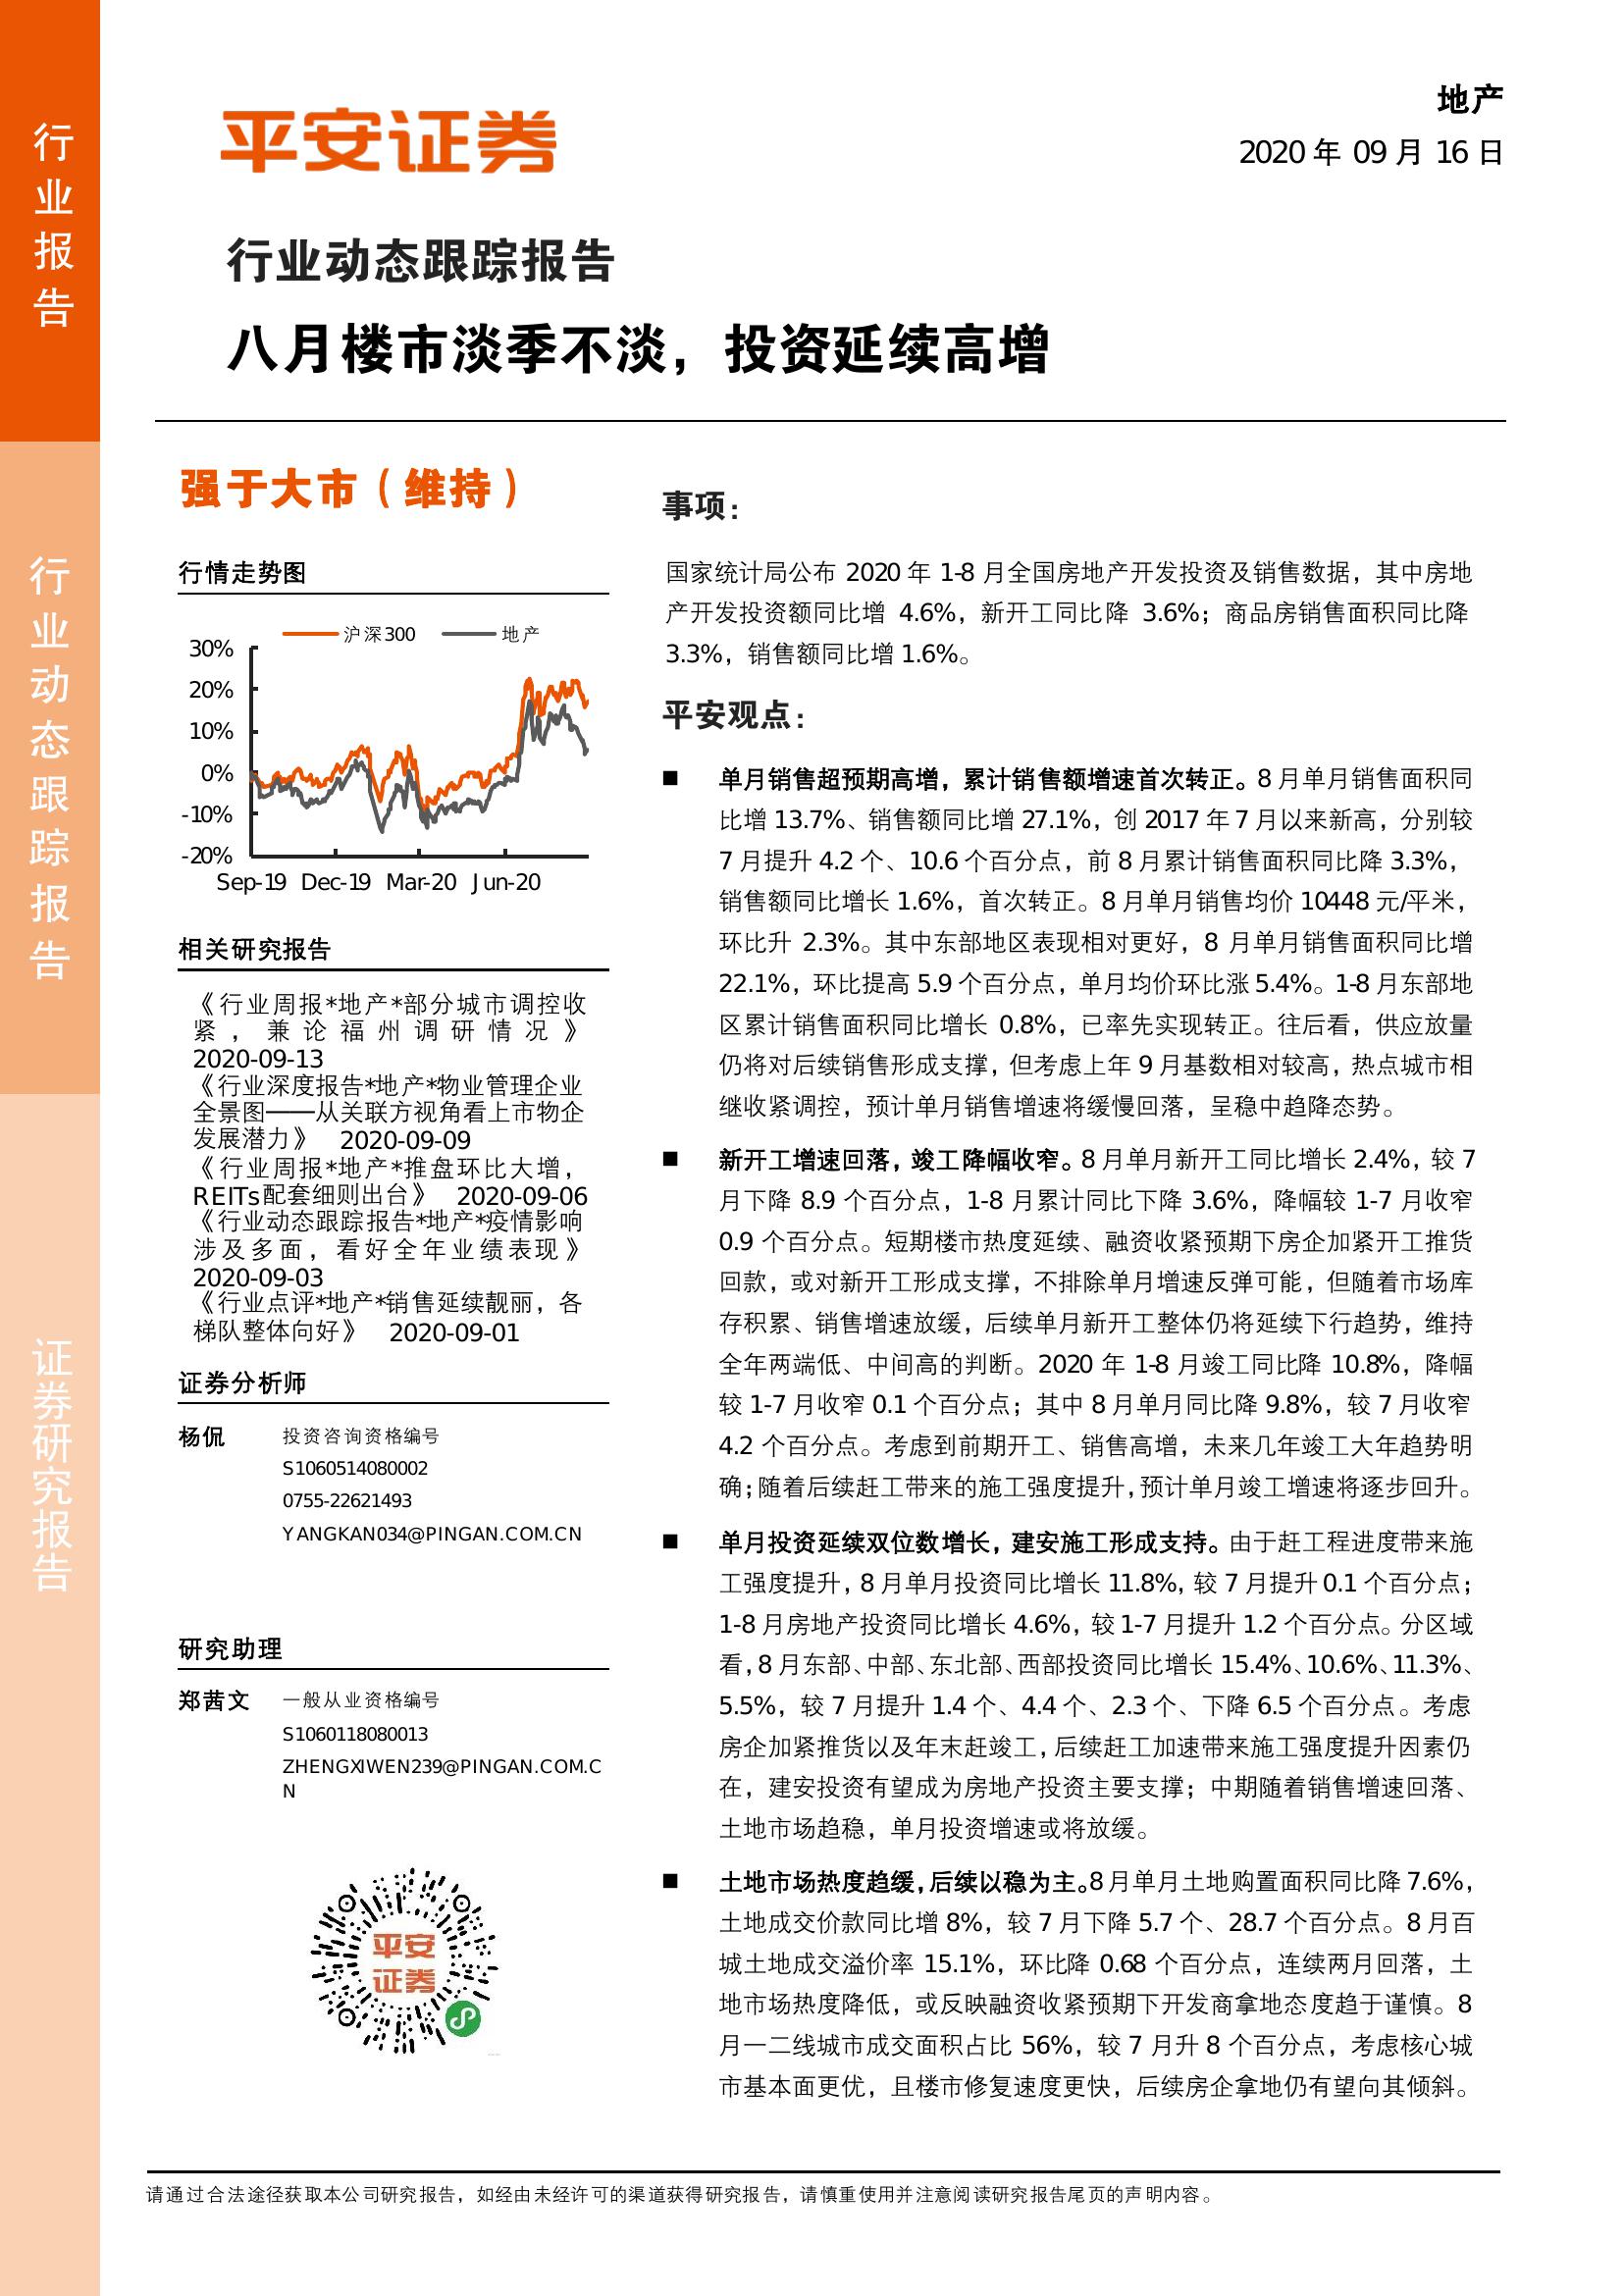 行业报告
行业动态跟踪报告
证券研究报告
平安证券
地产
2020 年 09 月 16 日
行业动态跟踪报告
八月楼市淡季不淡，投资延续高增
强于大市（维持）
行情走势图
沪深300 地产
30%
20%
10%
0%
-10%
-20%
Sep-19 Dec-19 Mar-20 Jun-20
相关研究报告
《行业周报*地产*部分城市调控收
紧，兼论福州调研情况》
2020-09-13
《行业深度报告*地产*物业管理企业
全景图——从关联方视角看上市物企
发展潜力》 2020-09-09
《行业周报*地产*推盘环比大增，
REITs配套细则出台》 2020-09-06
《行业动态跟踪报告*地产*疫情影响
涉及多面，看好全年业绩表现》
2020-09-03
《行业点评*地产*销售延续靓丽，各
梯队整体向好》 2020-09-01
证券分析师
杨侃 投资咨询资格编号
S1060514080002
0755-22621493
YANGKAN034@PINGAN.COM.CN
研究助理
郑茜文 一般从业资格编号
S1060118080013
ZHENGXIWEN239@PINGAN.COM.C
N
平安
证券
事项：
国家统计局公布 2020 年 1-8 月全国房地产开发投资及销售数据，其中房地
产开发投资额同比增 4.6%，新开工同比降 3.6%；商品房销售面积同比降
3.3%，销售额同比增 1.6%。
平安观点：
■ 单月销售超预期高增，累计销售额增速首次转正。8 月单月销售面积同
比增 13.7%、销售额同比增 27.1%，创 2017 年 7 月以来新高，分别较
7 月提升 4.2 个、10.6 个百分点，前 8 月累计销售面积同比降 3.3%，
销售额同比增长 1.6%，首次转正。8 月单月销售均价 10448 元/平米，
环比升 2.3%。其中东部地区表现相对更好，8 月单月销售面积同比增
22.1%，环比提高 5.9 个百分点，单月均价环比涨 5.4%。1-8 月东部地
区累计销售面积同比增长 0.8%，已率先实现转正。往后看，供应放量
仍将对后续销售形成支撑，但考虑上年 9 月基数相对较高，热点城市相
继收紧调控，预计单月销售增速将缓慢回落，呈稳中趋降态势。
■ 新开工增速回落，竣工降幅收窄。8 月单月新开工同比增长 2.4%，较 7
月下降 8.9 个百分点，1-8 月累计同比下降 3.6%，降幅较 1-7 月收窄
0.9 个百分点。短期楼市热度延续、融资收紧预期下房企加紧开工推货
回款，或对新开工形成支撑，不排除单月增速反弹可能，但随着市场库
存积累、销售增速放缓，后续单月新开工整体仍将延续下行趋势，维持
全年两端低、中间高的判断。2020 年 1-8 月竣工同比降 10.8%，降幅
较 1-7 月收窄 0.1 个百分点；其中 8 月单月同比降 9.8%，较 7 月收窄
4.2 个百分点。考虑到前期开工、销售高增，未来几年竣工大年趋势明
确；随着后续赶工带来的施工强度提升，预计单月竣工增速将逐步回升。
■ 单月投资延续双位数增长，建安施工形成支持。由于赶工程进度带来施
工强度提升，8 月单月投资同比增长 11.8%，较 7 月提升 0.1 个百分点；
1-8 月房地产投资同比增长 4.6%，较 1-7 月提升 1.2 个百分点。分区域
看，8 月东部、中部、东北部、西部投资同比增长 15.4%、10.6%、11.3%、
5.5%，较 7 月提升 1.4 个、4.4 个、2.3 个、下降 6.5 个百分点。考虑
房企加紧推货以及年末赶竣工，后续赶工加速带来施工强度提升因素仍
在，建安投资有望成为房地产投资主要支撑；中期随着销售增速回落、
土地市场趋稳，单月投资增速或将放缓。
■ 土地市场热度趋缓，后续以稳为主。8 月单月土地购置面积同比降 7.6%，
土地成交价款同比增 8%，较 7 月下降 5.7 个、28.7 个百分点。8 月百
城土地成交溢价率 15.1%，环比降 0.68 个百分点，连续两月回落，土
地市场热度降低，或反映融资收紧预期下开发商拿地态度趋于谨慎。8
月一二线城市成交面积占比 56%，较 7 月升 8 个百分点，考虑核心城
市基本面更优，且楼市修复速度更快，后续房企拿地仍有望向其倾斜。
请通过合法途径获取本公司研究报告，如经由未经许可的渠道获得研究报告，请慎重使用并注意阅读研究报告尾页的声明内容。